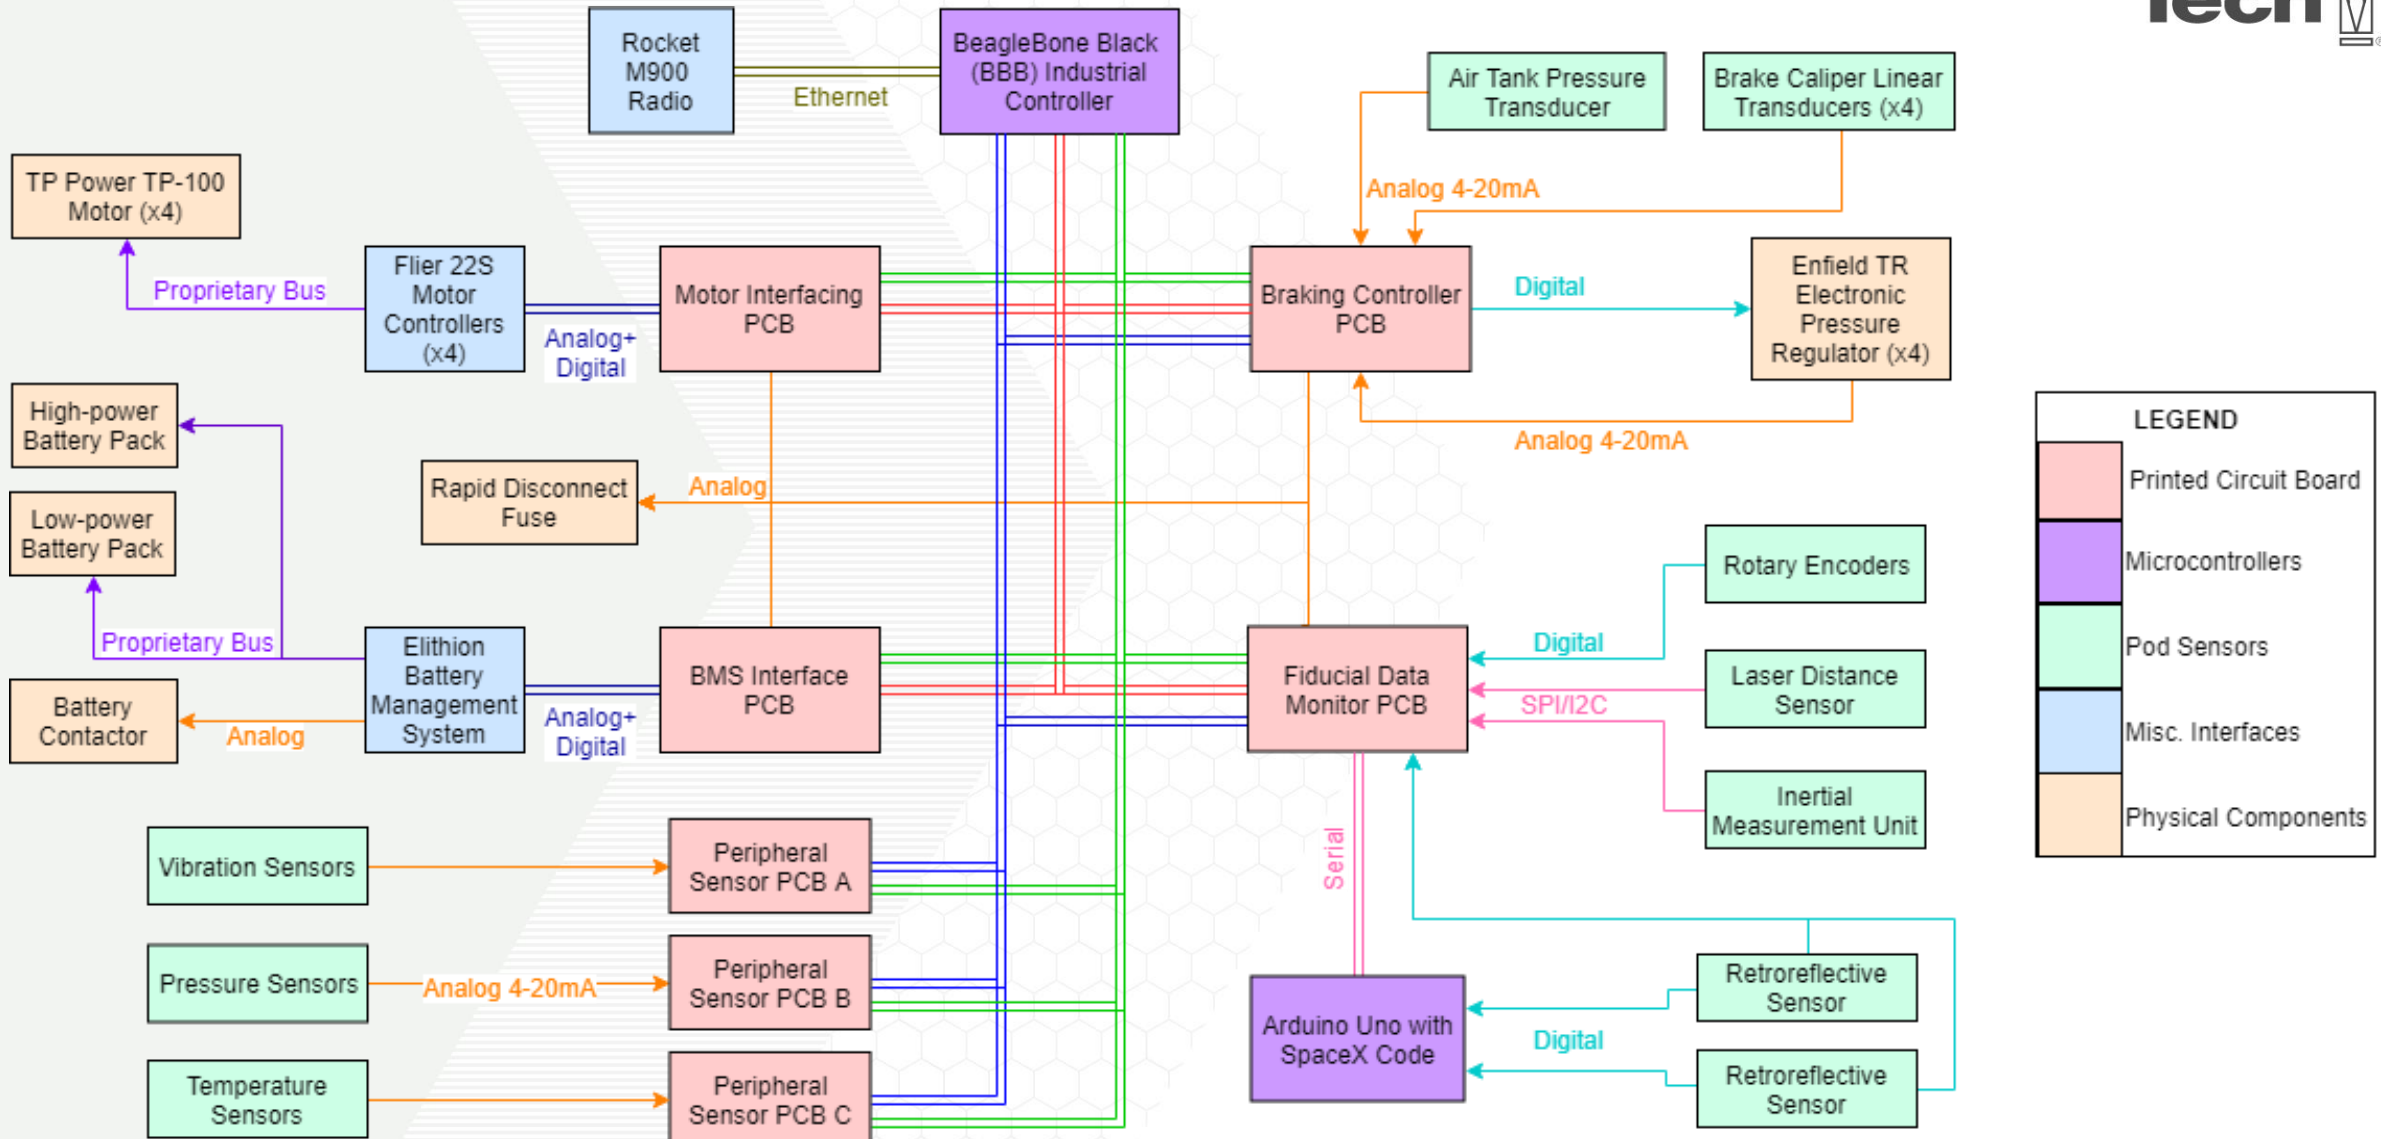 Tech
Rocket
M900
Radio
Ethernet
BeagleBone Black
(BBB) Industrial
Controller
Air Tank Pressure
Transducer
Brake Caliper Linear
Transducers (x4)
Analog 4-20mA
TP Power TP-100
Motor (x4)
Proprietary Bus
Flier 22S
Motor
Controllers
(x4)
Analog+
Digital
Motor Interfacing
PCB
Braking Controller
PCB
Digital
Enfield TR
Electronic
Pressure
Regulator (x4)
Analog 4-20mA
High-power
Battery Pack
Low-power
Battery Pack
Rapid Disconnect
Fuse
Analog
Proprietary Bus
Battery
Contactor
Analog
Elithion
Battery
Management
System
Analog+
Digital
BMS Interface
PCB
Fiducial Data
Monitor PCB
Rotary Encoders
Digital
Laser Distance
Sensor
SPI/I2C
Inertial
Measurement Unit
Serial
Vibration Sensors
Peripheral
Sensor PCB A
Pressure Sensors
Analog 4-20mA
Peripheral
Sensor PCB B
Temperature
Sensors
Peripheral
Sensor PCB C
Arduino Uno with
SpaceX Code
Digital
Retroreflective
Sensor
Retroreflective
Sensor
LEGEND
Printed Circuit Board
Microcontrollers
Pod Sensors
Misc. Interfaces
Physical Components